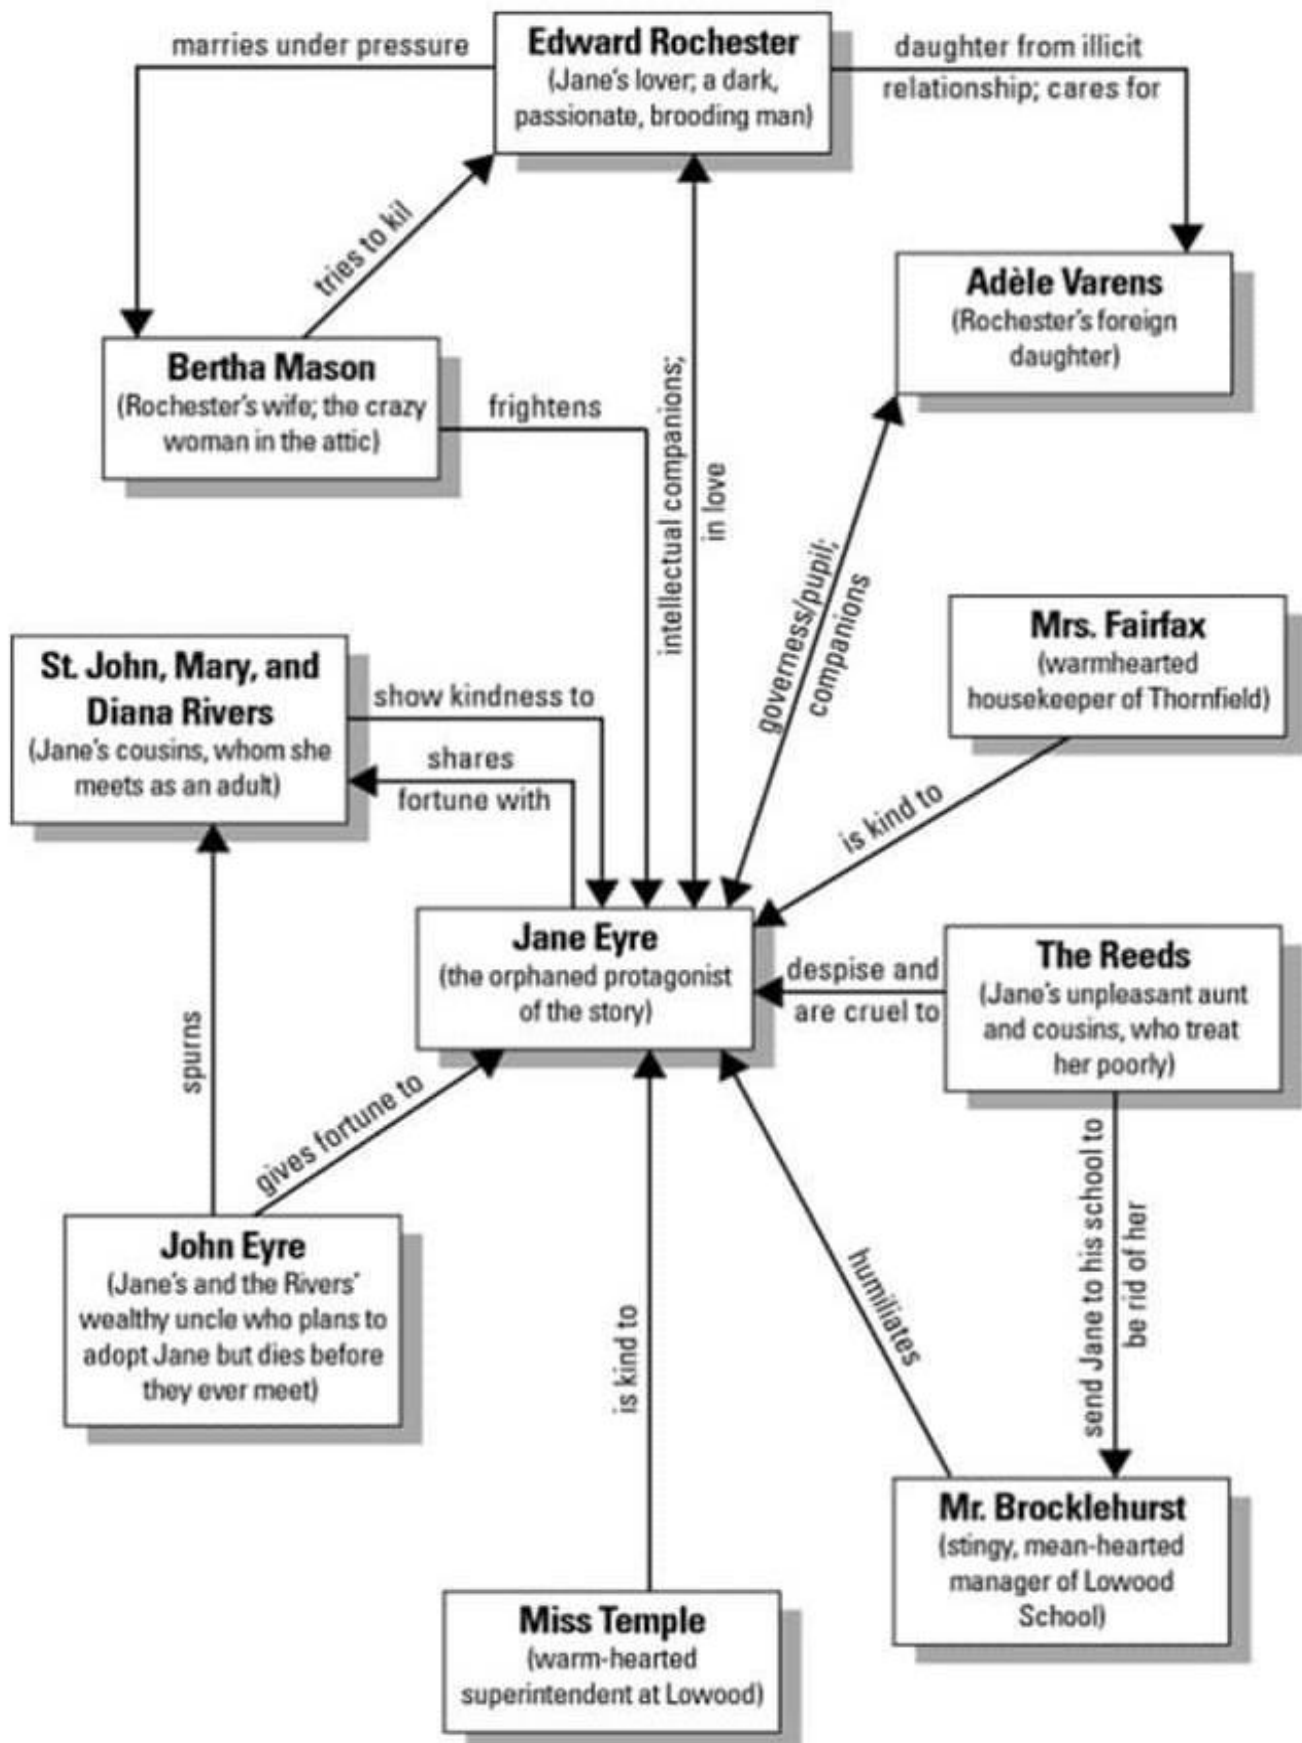 marries under pressure
Edward Rochester
(Jane's lover; a dark,
passionate, brooding man)
daughter from illicit
relationship; cares for
tries to kil
Adèle Varens
(Rochester's foreign
daughter)
Bertha Mason
(Rochester's wife; the crazy
woman in the attic)
frightens
intellectual companions;
in love
governess/pupil;
companions
Mrs. Fairfax
(warmhearted
housekeeper of Thornfield)
St. John, Mary, and
Diana Rivers
(Jane's cousins, whom she
meets as an adult)
show kindness to
shares
fortune with
is kind to
Jane Eyre
(the orphaned protagonist
of the story)
despise and
are cruel to
The Reeds
(Jane's unpleasant aunt
and cousins, who treat
her poorly)
spurns
gives fortune to
send Jane to his school to
be rid of her
John Eyre
(Jane's and the Rivers'
wealthy uncle who plans to
adopt Jane but dies before
they ever meet)
is kind to
humiliates
Mr. Brocklehurst
(stingy, mean-hearted
manager of Lowood
School)
Miss Temple
(warm-hearted
superintendent at Lowood)